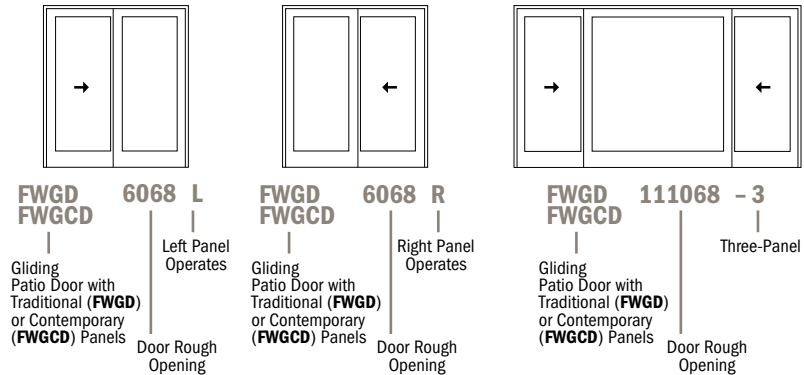 FWGD 6068 L
FWGCD
Left Panel
Operates
Gliding
Patio Door with
Traditional (FWGD)
or Contemporary
(FWGCD) Panels
Door Rough
Opening
FWGD 6068 R
FWGCD
Right Panel
Operates
Gliding
Patio Door with
Traditional (FWGD)
or Contemporary
(FWGCD) Panels
Door Rough
Opening
FWGD 111068 – 3
FWGCD
Three-Panel
Gliding
Patio Door with
Traditional (FWGD)
or Contemporary
(FWGCD) Panels
Door Rough
Opening